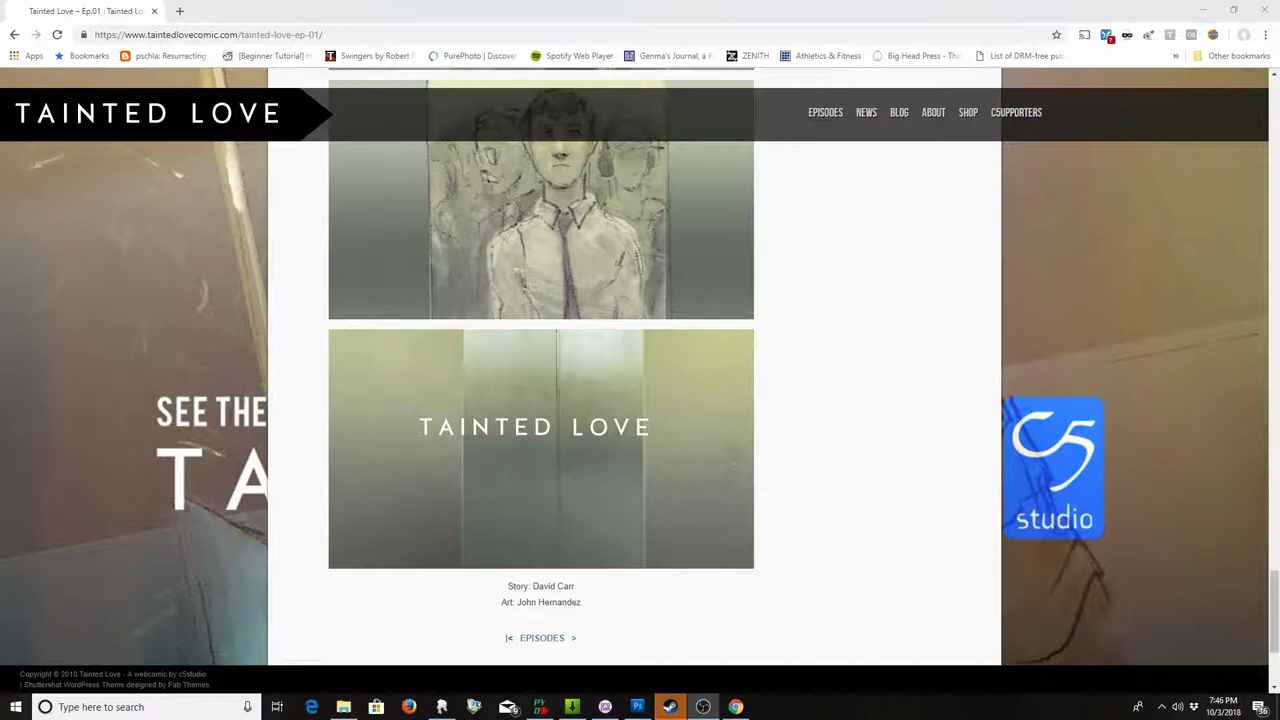 Tainted Love – Ep.01 : Tainted Lo
https://www.taintedlovecomic.com/tainted-love-ep-01/
Apps
Bookmarks
pschla: Resurrecting
[Beginner Tutorial] H
Swingers by Robert F
PurePhoto | Discover
Spotify Web Player
Genma's Journal, a R
ZENITH
Athletics & Fitness
Big Head Press - Tho
List of DRM-free pub
»
Other bookmarks
TAINTED LOVE
EPISODES
NEWS
BLOG
ABOUT
SHOP
C5UPPORTERS
SEE THE
TA
TAINTED LOVE
C5
studio
Story: David Carr
Art: John Hernandez
|< EPISODES >
Copyright © 2018 Tainted Love - A webcomic by c5studio
| Shuttershot WordPress Theme designed by Fab Themes.
Type here to search
7:46 PM
10/3/2018
36